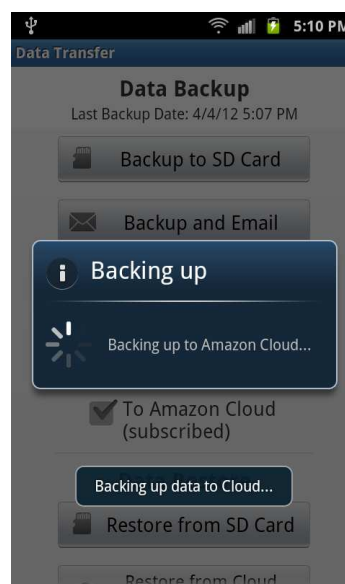 5:10 PM
Data Transfer
Data Backup
Last Backup Date: 4/4/12 5:07 PM
Backup to SD Card
Backup and Email
Backing up
Backing up to Amazon Cloud...
To Amazon Cloud
(subscribed)
Backing up data to Cloud...
Restore from SD Card
Restore from Cloud